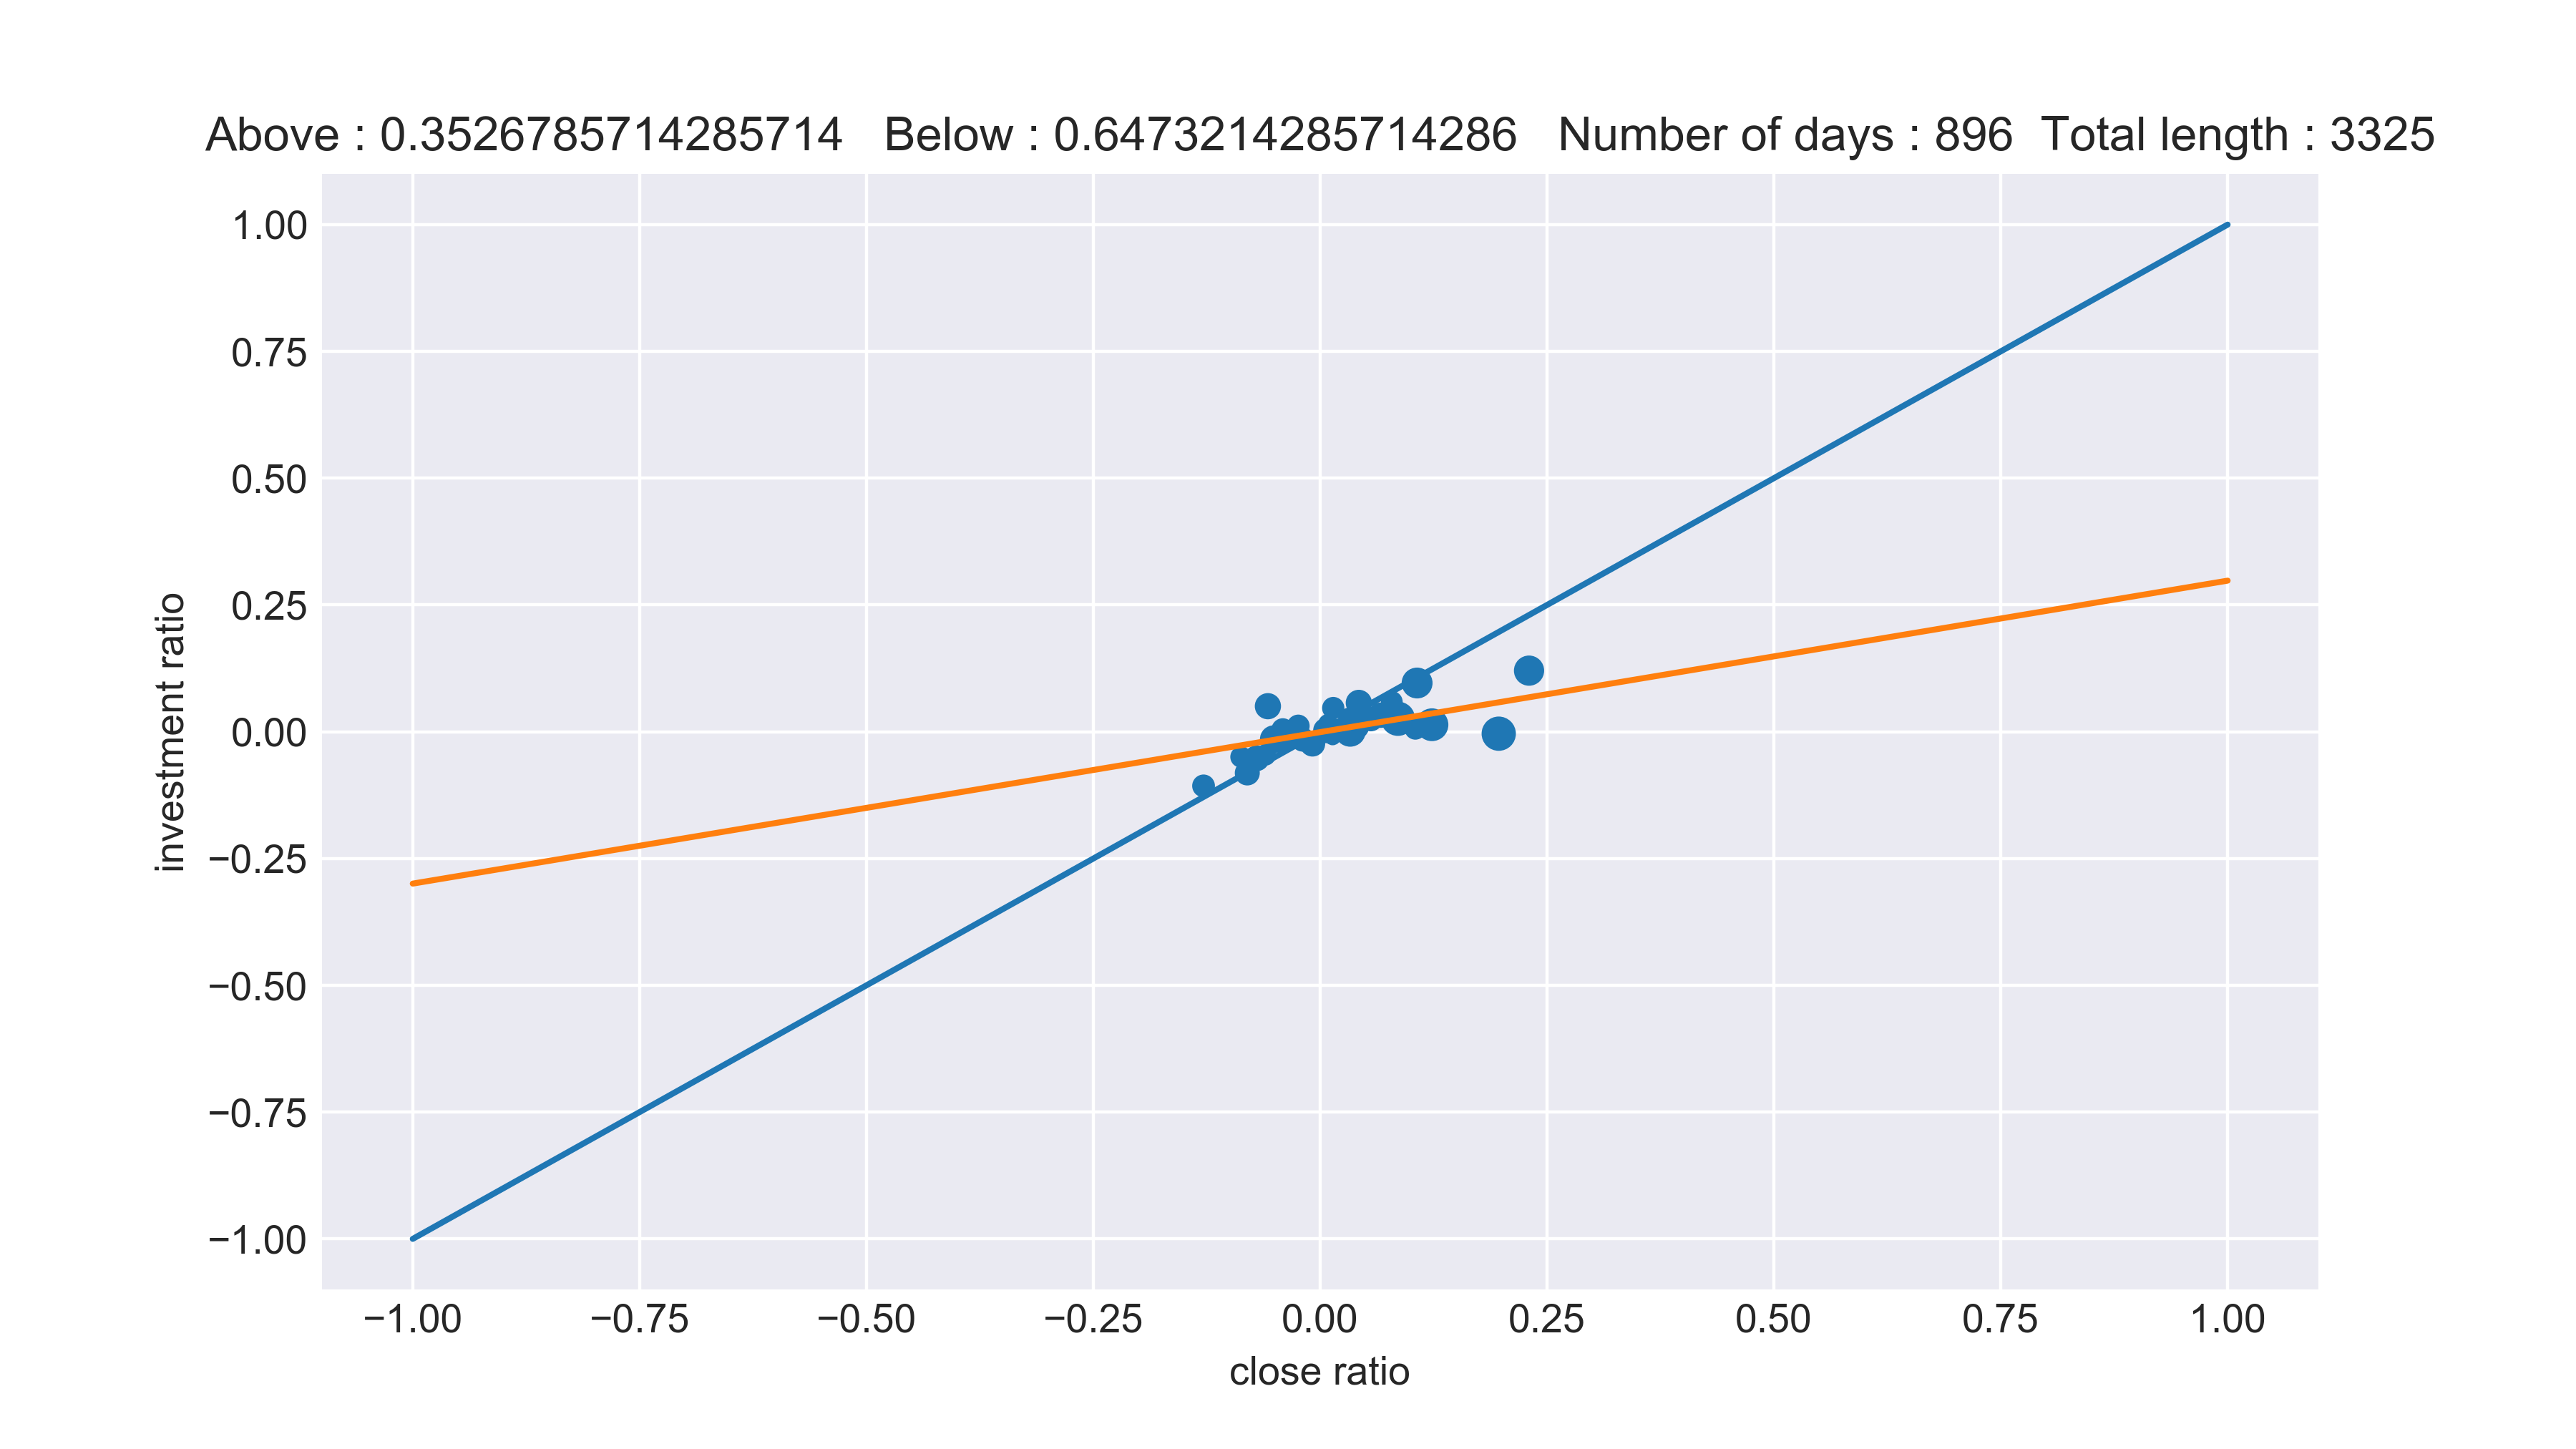 Above : 0.3526785714285714   Below : 0.6473214285714286   Number of days : 896  Total length : 3325
1.00
0.75
0.50
0.25
0.00
−0.25
−0.50
−0.75
−1.00
investment ratio
−1.00 −0.75 −0.50 −0.25 0.00 0.25 0.50 0.75 1.00
close ratio